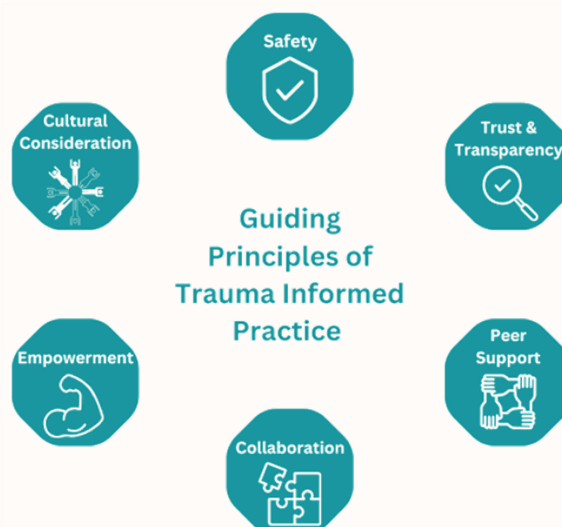 Safety
Cultural
Consideration
Trust &
Transparency
Guiding
Principles of
Trauma Informed
Practice
Empowerment
Peer
Support
Collaboration